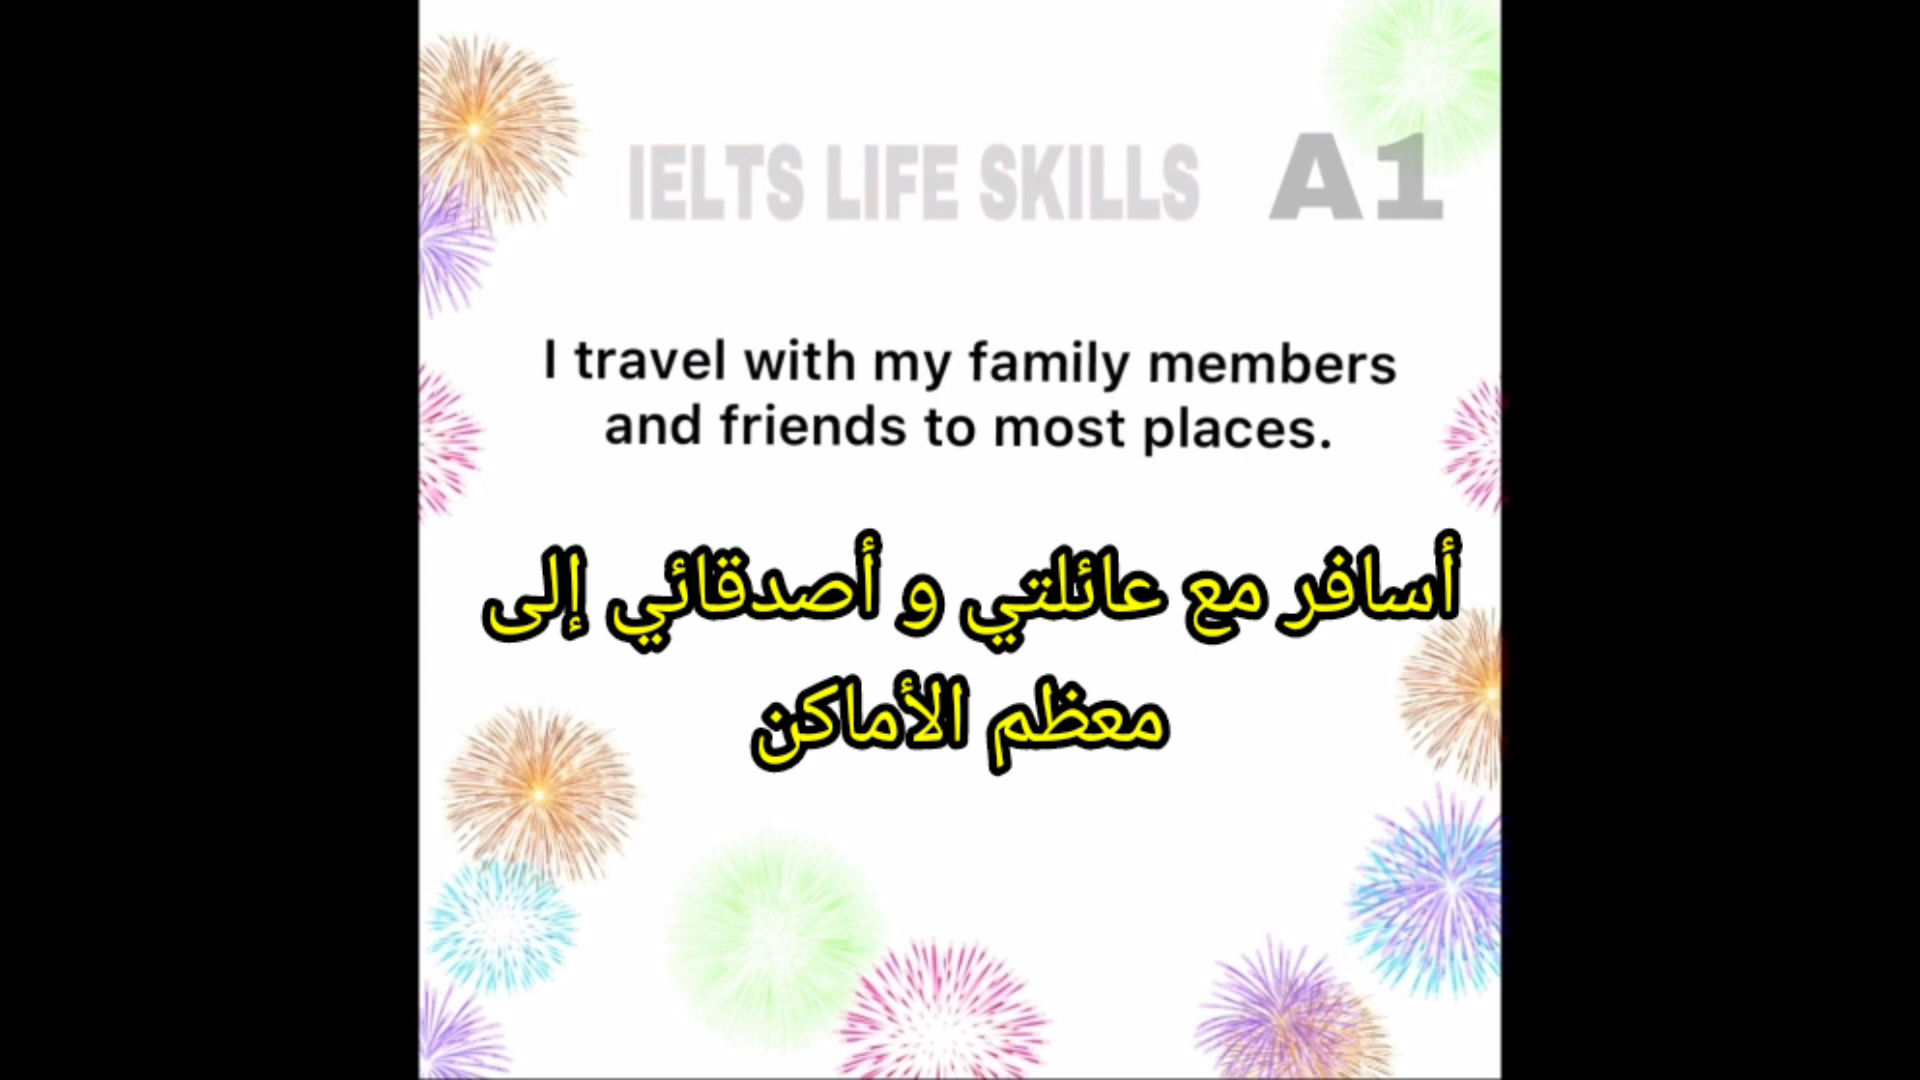 IELTS LIFE SKILLS A1
I travel with my family members
and friends to most places.
أسافر مع عائلتي و أصدقائي إلى
معظم الأماكن